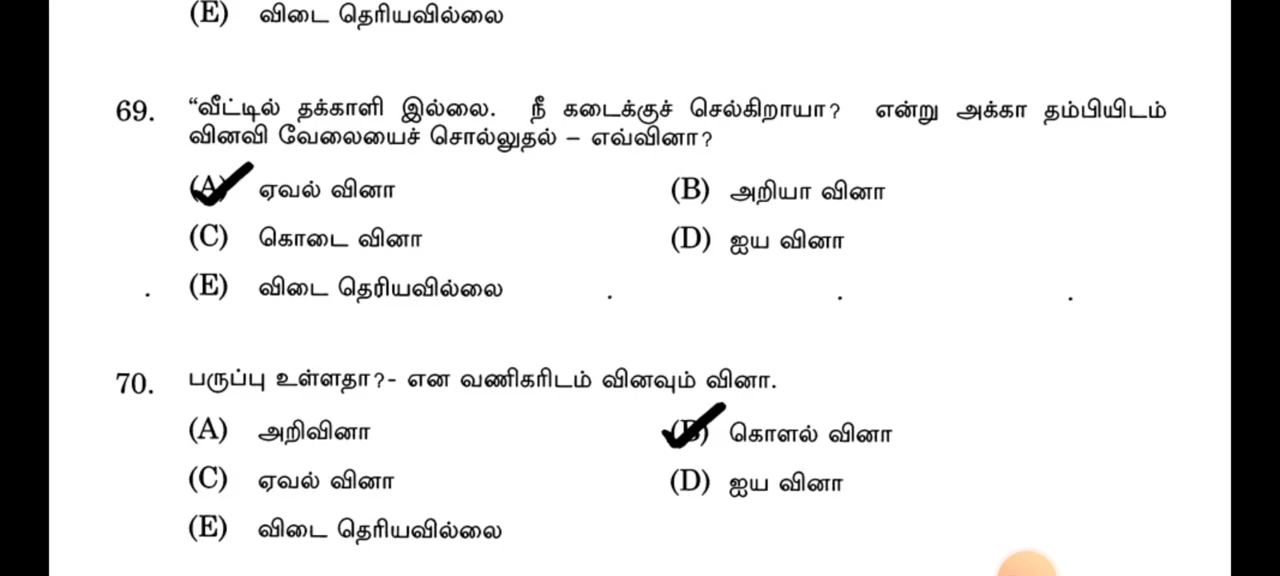 (E) விடை தெரியவில்லை
69. “வீட்டில் தக்காளி இல்லை. நீ கடைக்குச் செல்கிறாயா? என்று அக்கா தம்பியிடம்
வினவி வேலையைச் சொல்லுதல் – எவ்வினா?
(A) ஏவல் வினா (B) அறியா வினா
(C) கொடை வினா (D) ஐய வினா
(E) விடை தெரியவில்லை
70. பருப்பு உள்ளதா?- என வணிகரிடம் வினவும் வினா.
(A) அறிவினா (B) கொளல் வினா
(C) ஏவல் வினா (D) ஐய வினா
(E) விடை தெரியவில்லை